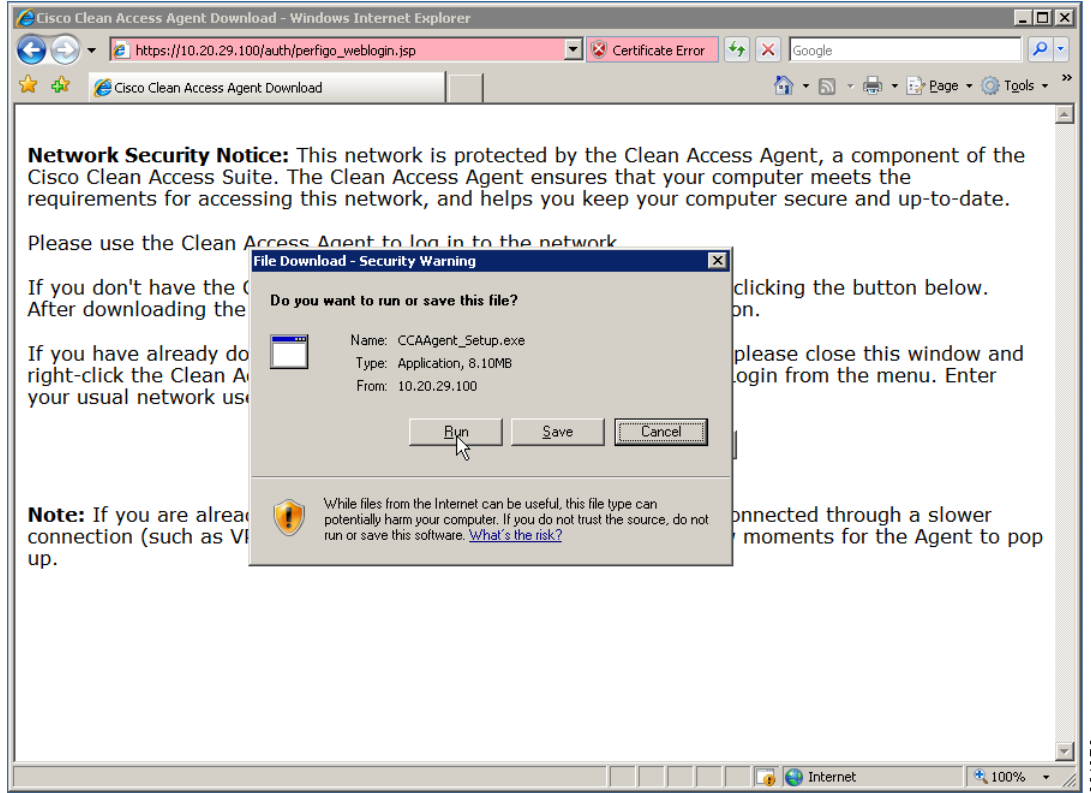 Cisco Clean Access Agent Download - Windows Internet Explorer
https://10.20.29.100/auth/perfigo_weblogin.jsp
Certificate Error
Google
Cisco Clean Access Agent Download
Page
Tools
Network Security Notice: This network is protected by the Clean Access Agent, a component of the
Cisco Clean Access Suite. The Clean Access Agent ensures that your computer meets the
requirements for accessing this network, and helps you keep your computer secure and up-to-date.
Please use the Clean Access Agent to log in to the network.
If you don't have the
clicking the button below.
After downloading the
on.
If you have already do
please close this window and
right-click the Clean A
Login from the menu. Enter
your usual network use
Note: If you are alrea
onnected through a slower
connection (such as VP
moments for the Agent to pop
up.
File Download - Security Warning
Do you want to run or save this file?
Name: CCAAgent_Setup.exe
Type: Application, 8.10MB
From: 10.20.29.100
Run
Save
Cancel
While files from the Internet can be useful, this file type can
potentially harm your computer. If you do not trust the source, do not
run or save this software. What's the risk?
Internet
100%